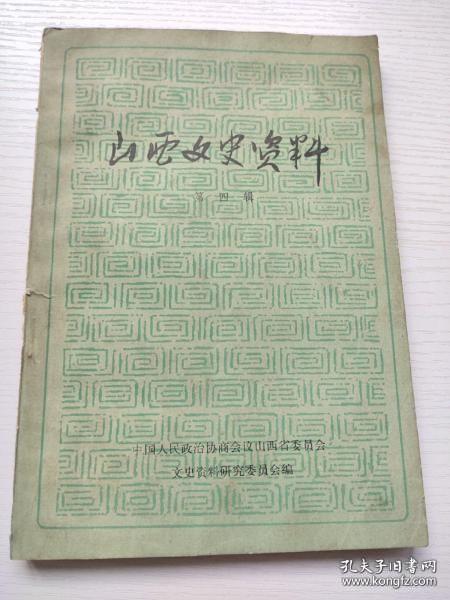 山西文史资料
第四辑
中国人民政治协商会议山西省委员会
文史资料研究委员会编
孔夫子旧书网
www.kongfz.com